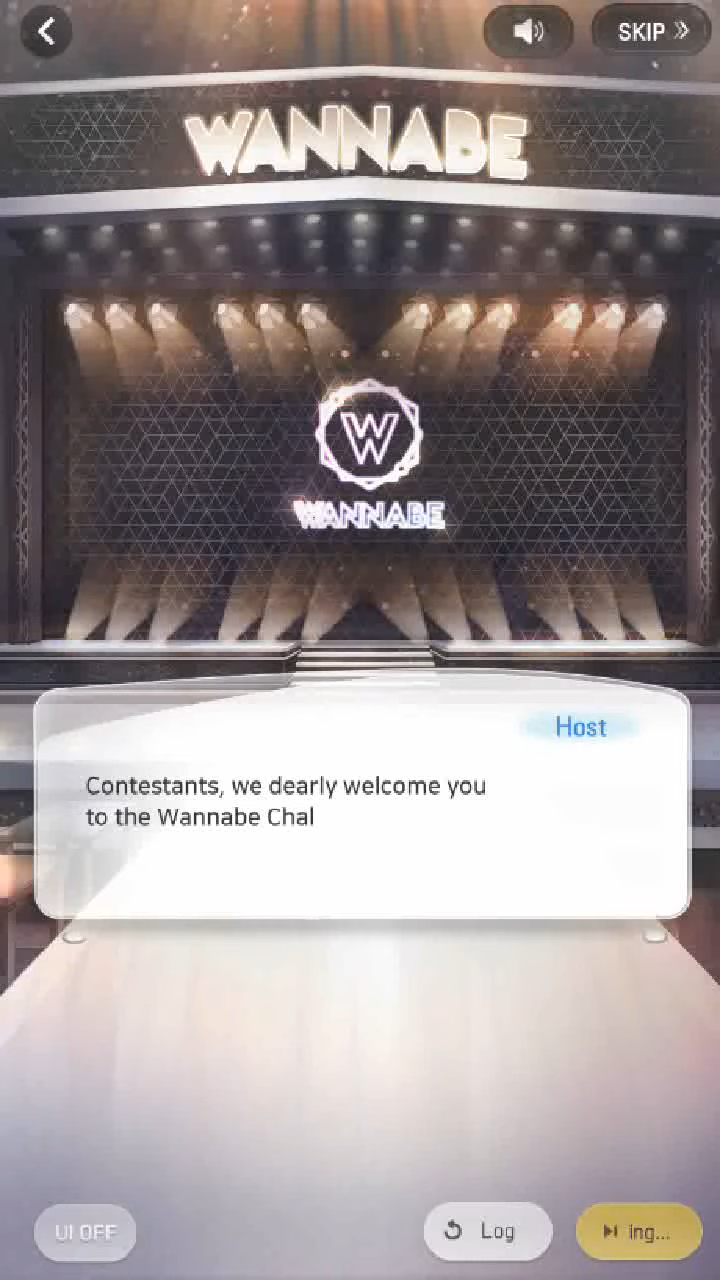 SKIP
WANNABE
W
WANNABE
Host
Contestants, we dearly welcome you
to the Wannabe Chal
UI OFF
Log
ing...